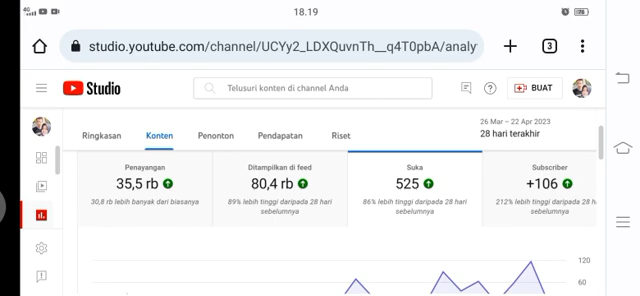 4G
18.19
studio.youtube.com/channel/UCYy2_LDXQuvnTh__q4T0pbA/analy
3
Studio
Telusuri konten di channel Anda
BUAT
26 Mar – 22 Apr 2023
Ringkasan Konten Penonton Pendapatan Riset
28 hari terakhir
Penayangan Ditampilkan di feed Suka Subscriber
35,5 rb 80,4 rb 525 +106
30,8 rb lebih banyak dari biasanya
89% lebih tinggi daripada 28 hari
sebelumnya
86% lebih tinggi daripada 28 hari
sebelumnya
212% lebih tinggi daripada 28 h
sebelumnya
120
60